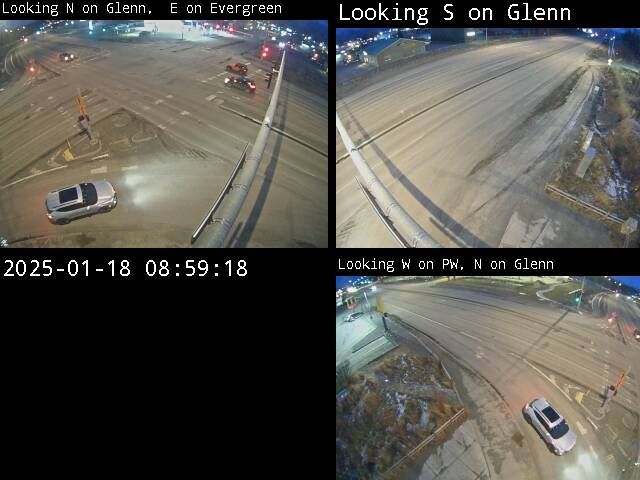 Looking N on Glenn,  E on Evergreen
Looking S on Glenn
2025-01-18 08:59:18
Looking W on PW, N on Glenn